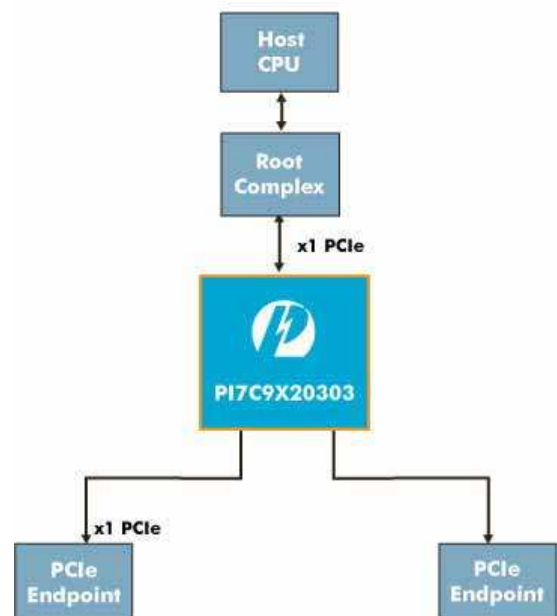 Host
CPU
Root
Complex
x1 PCIe
PI7C9X20303
x1 PCIe
PCIe
Endpoint
PCIe
Endpoint